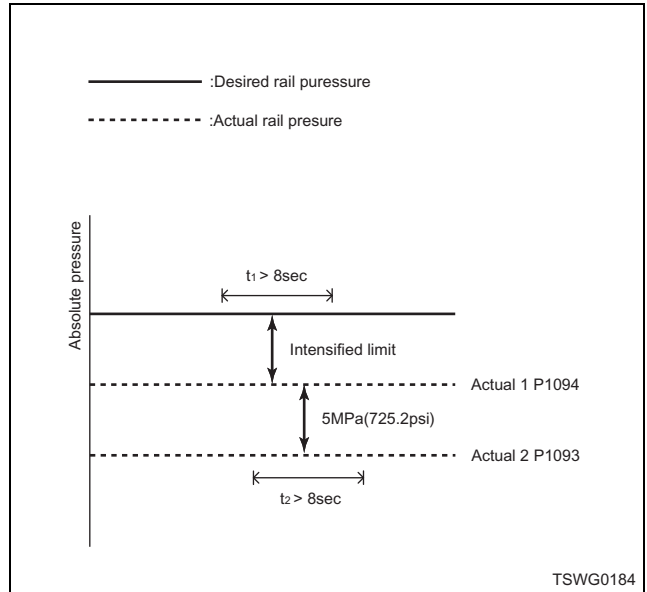 :Desired rail puressure
:Actual rail presure
Absolute pressure
t1 > 8sec
Intensified limit
Actual 1 P1094
5MPa(725.2psi)
Actual 2 P1093
t2 > 8sec
TSWG0184